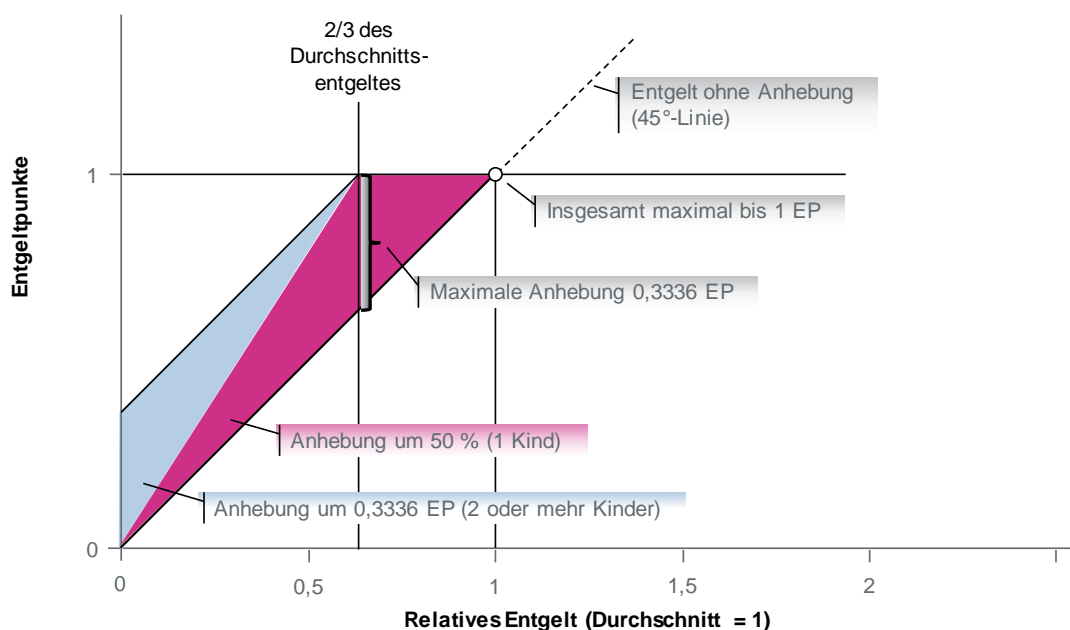 2/3 des
Durchschnitts-
entgeltes
Entgelt ohne Anhebung
(45°-Linie)
Entgeltpunkte
1
Insgesamt maximal bis 1 EP
Maximale Anhebung 0,3336 EP
Anhebung um 50 % (1 Kind)
Anhebung um 0,3336 EP (2 oder mehr Kinder)
0
0
0,5
1
1,5
2
Relatives Entgelt (Durchschnitt = 1)